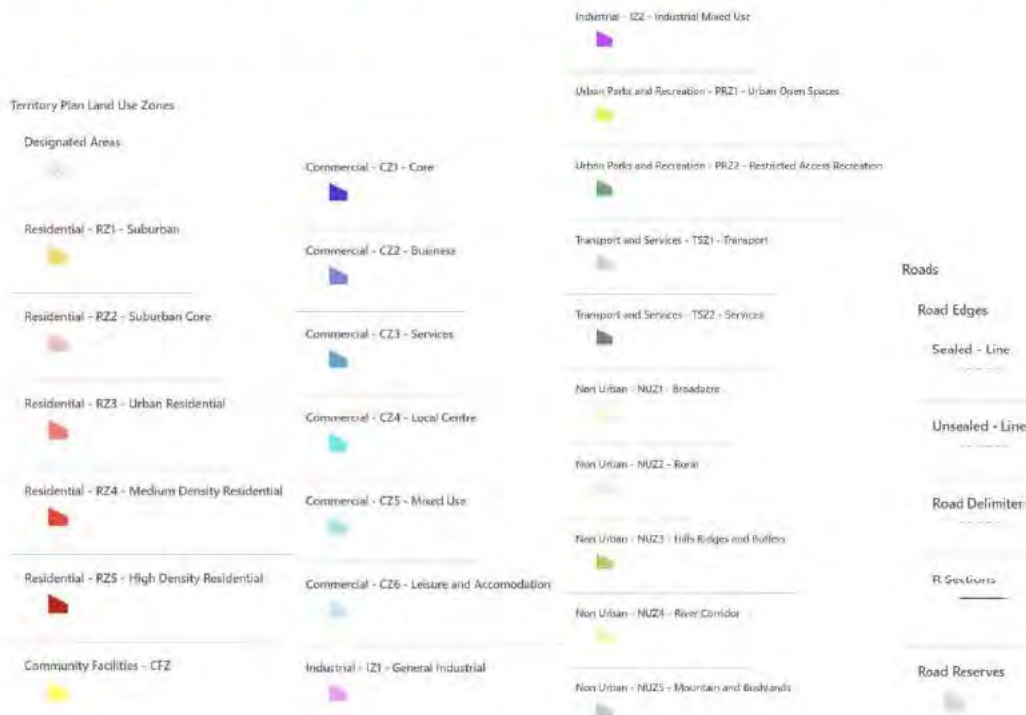 Territory Plan Land Use Zones
Designated Areas
Residential - RZ1 - Suburban
Residential - RZ2 - Suburban Core
Residential - RZ3 - Urban Residential
Residential - RZ4 - Medium Density Residential
Residential - RZ5 - High Density Residential
Community Facilities - CFZ
Commercial - CZ1 - Core
Commercial - CZ2 - Business
Commercial - CZ3 - Services
Commercial - CZ4 - Local Centre
Commercial - CZ5 - Mixed Use
Commercial - CZ6 - Leisure and Accomodation
Industrial - IZ1 - General Industrial
Industrial - IZ2 - Industrial Mixed Use
Urban Parks and Recreation - PRZ1 - Urban Open Spaces
Urban Parks and Recreation - PRZ2 - Restricted Access Recreation
Transport and Services - TSZ1 - Transport
Transport and Services - TSZ2 - Services
Non Urban - NUZ1 - Broadacre
Non Urban - NUZ2 - Rural
Non Urban - NUZ3 - Hills Ridges and Buffers
Non Urban - NUZ4 - River Corridor
Non Urban - NUZ5 - Mountain and Bushlands
Roads
Road Edges
Sealed - Line
Unsealed - Line
Road Delimiter
R Sections
Road Reserves